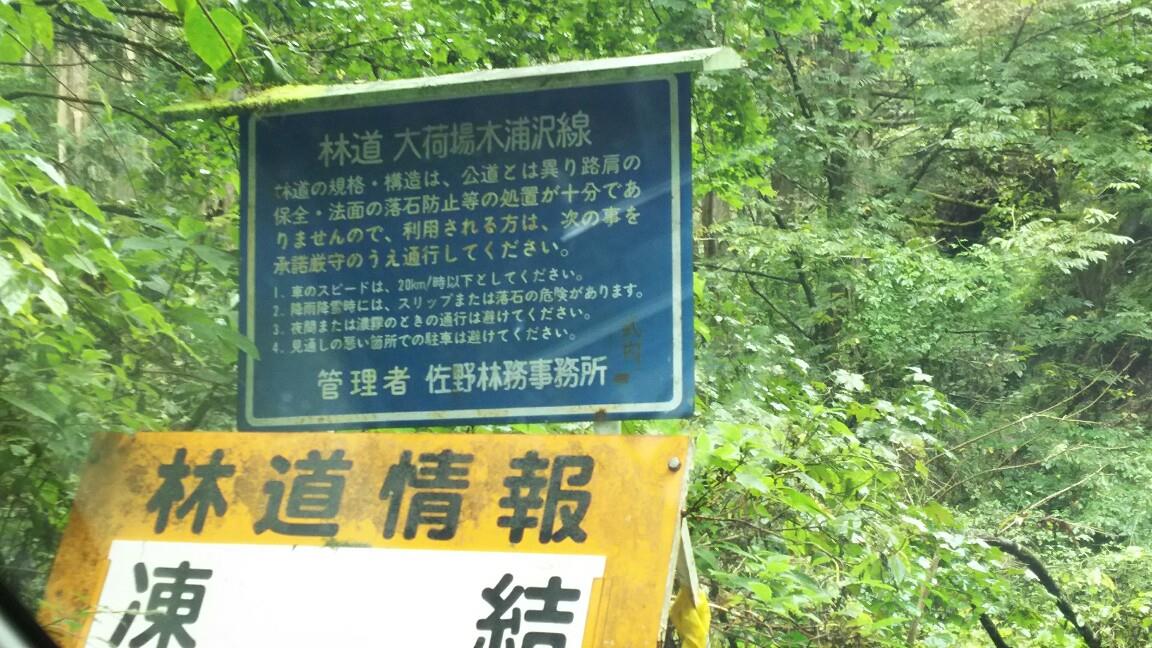 林道 大荷場木浦沢線
林道の規格・構造は、公道とは異り路肩の
保全・法面の落石防止等の処置が十分であ
りませんので、利用される方は、次の事を
承諾厳守のうえ通行してください。
1. 車のスピードは、20km/時以下としてください。
2. 降雨降雪時には、スリップまたは落石の危険があります。
3. 夜間または濃霧のときの通行は避けてください。
4. 見通しの悪い箇所での駐車は避けてください。
管理者 佐野林務事務所
林道情報
凍 結